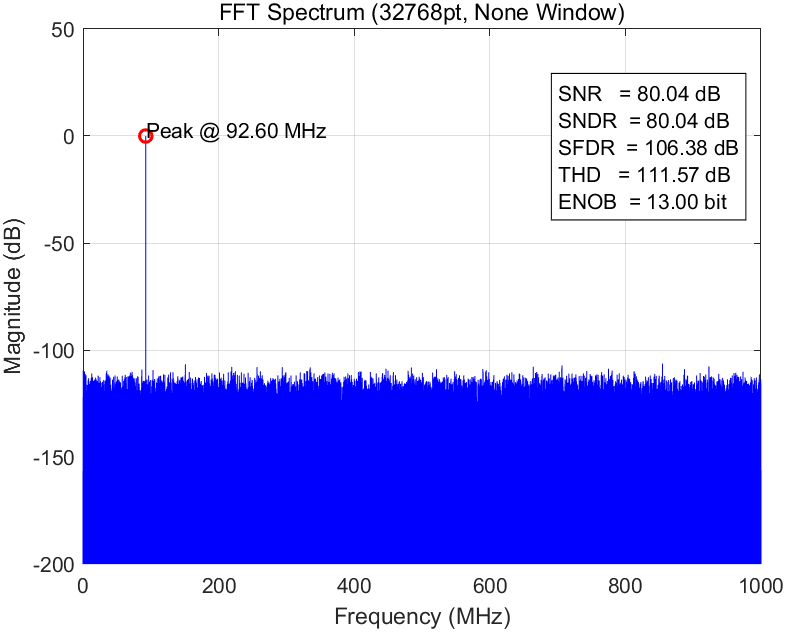 FFT Spectrum (32768pt, None Window)
50
0
-50
-100
-150
-200
Magnitude (dB)
Peak @ 92.60 MHz
SNR = 80.04 dB
SNDR = 80.04 dB
SFDR = 106.38 dB
THD = 111.57 dB
ENOB = 13.00 bit
0 200 400 600 800 1000
Frequency (MHz)